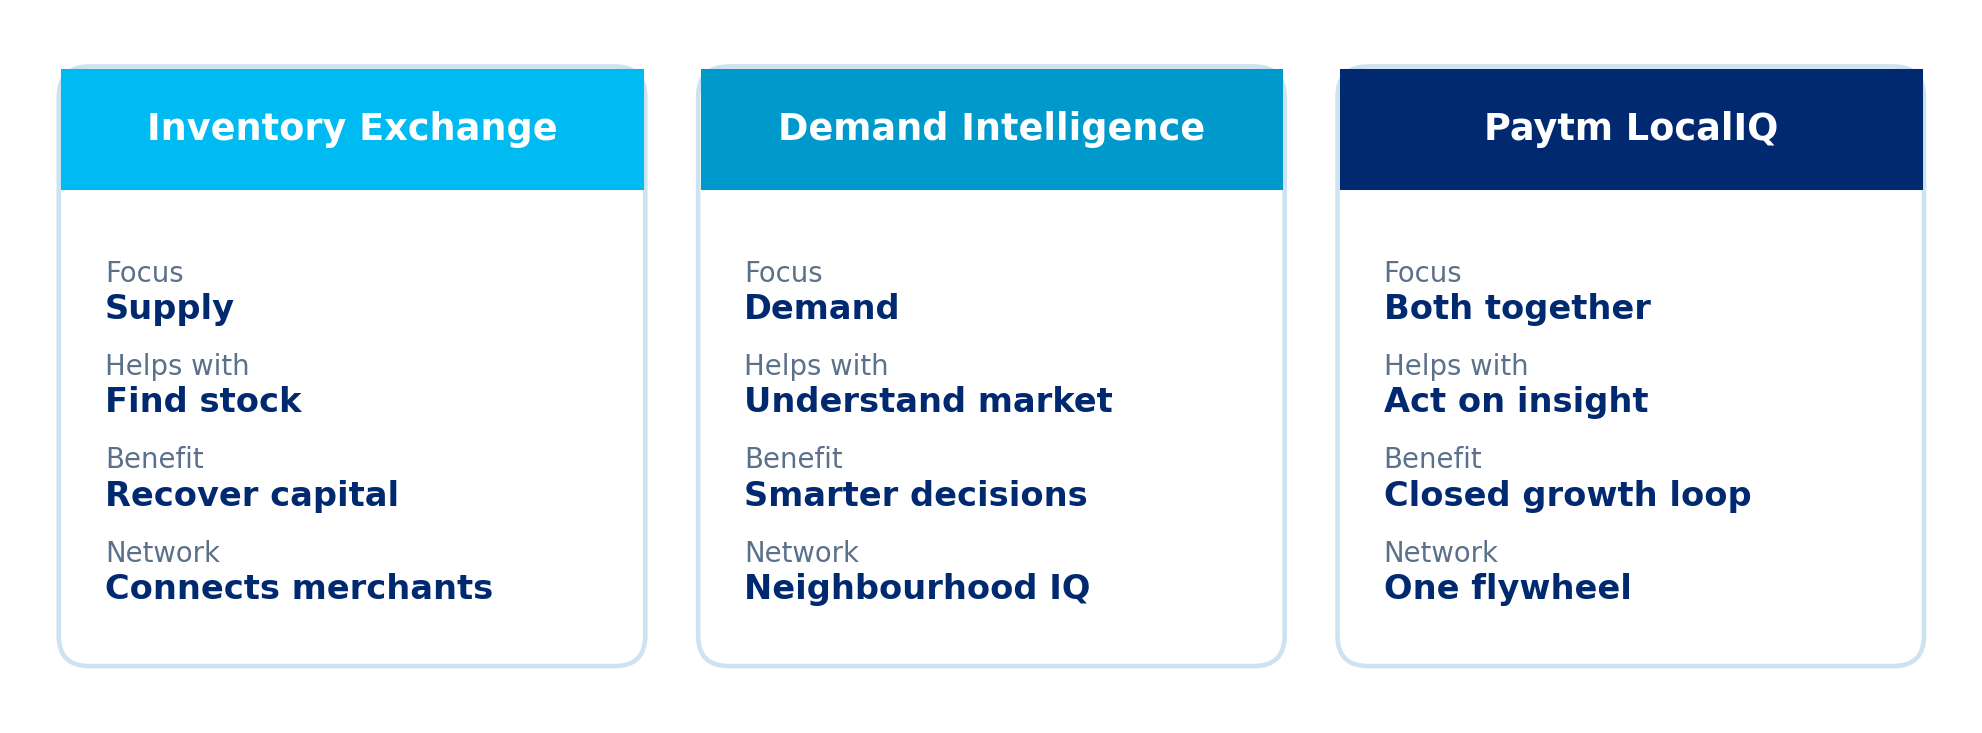 Inventory Exchange
Focus
Supply
Helps with
Find stock
Benefit
Recover capital
Network
Connects merchants
Demand Intelligence
Focus
Demand
Helps with
Understand market
Benefit
Smarter decisions
Network
Neighbourhood IQ
Paytm LocalIQ
Focus
Both together
Helps with
Act on insight
Benefit
Closed growth loop
Network
One flywheel